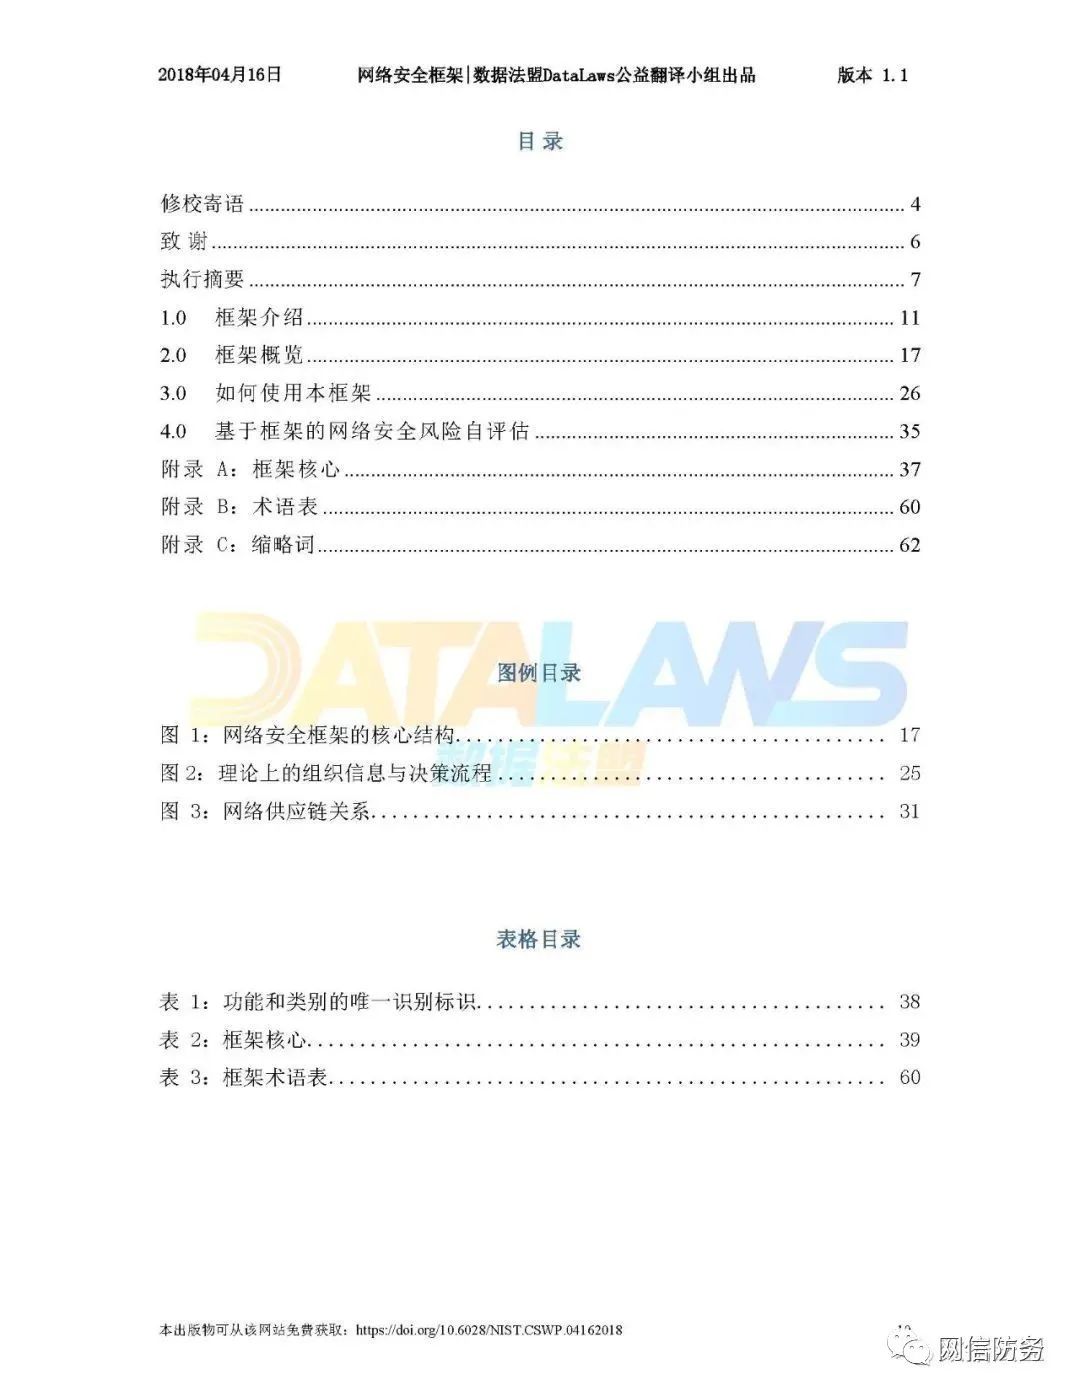 2018年04月16日 网络安全框架|数据法盟DataLaws公益翻译小组出品 版本 1.1
目 录
修校寄语 4
致 谢 6
执行摘要 7
1.0 框架介绍 11
2.0 框架概览 17
3.0 如何使用本框架 26
4.0 基于框架的网络安全风险自评估 35
附录 A：框架核心 37
附录 B：术语表 60
附录 C：缩略词 62
DATALAWS
图例目录
图 1：网络安全框架的核心结构 17
数据法盟
图 2：理论上的组织信息与决策流程 25
图 3：网络供应链关系 31
表格目录
表 1：功能和类别的唯一识别标识 38
表 2：框架核心 39
表 3：框架术语表 60
本出版物可从该网站免费获取：https://doi.org/10.6028/NIST.CSWP.04162018
网信防务